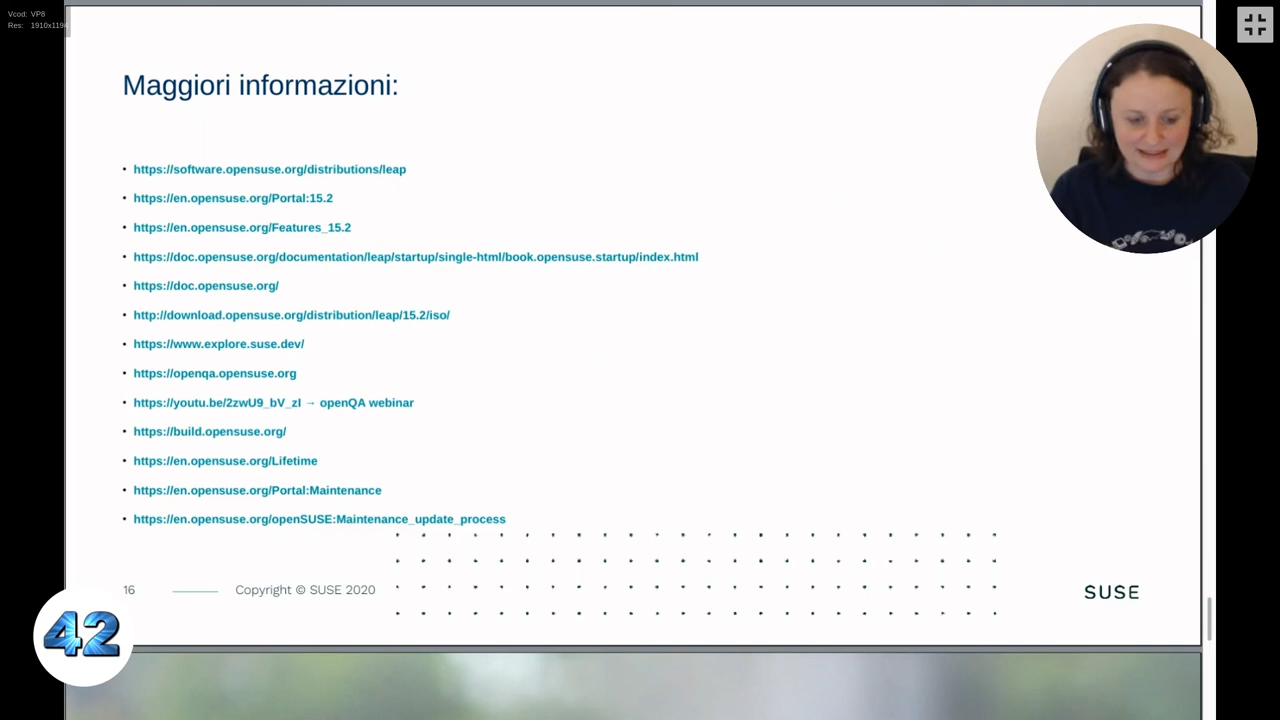 Vcod: VP8
Res: 1910x1196
Maggiori informazioni:
• https://software.opensuse.org/distributions/leap
• https://en.opensuse.org/Portal:15.2
• https://en.opensuse.org/Features_15.2
• https://doc.opensuse.org/documentation/leap/startup/single-html/book.opensuse.startup/index.html
• https://doc.opensuse.org/
• http://download.opensuse.org/distribution/leap/15.2/iso/
• https://www.explore.suse.dev/
• https://openqa.opensuse.org
• https://youtu.be/2zwU9_bV_zI → openQA webinar
• https://build.opensuse.org/
• https://en.opensuse.org/Lifetime
• https://en.opensuse.org/Portal:Maintenance
• https://en.opensuse.org/openSUSE:Maintenance_update_process
16 Copyright © SUSE 2020
SUSE
42